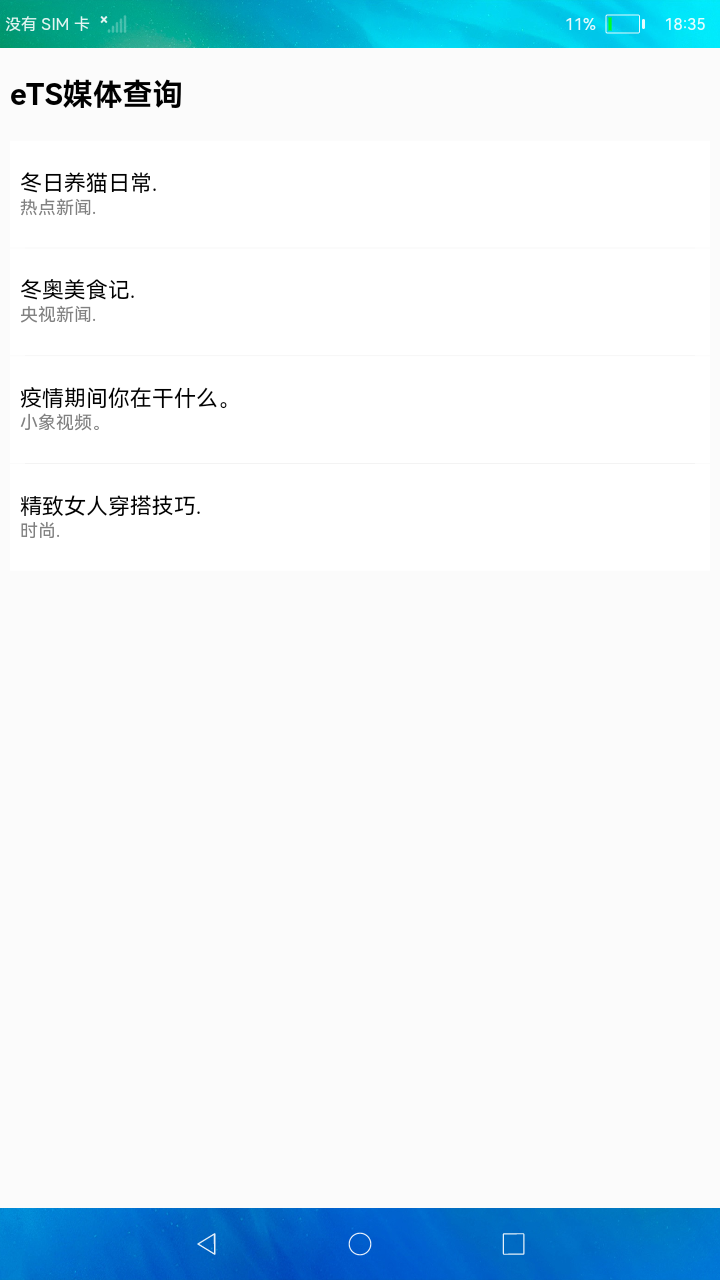 没有 SIM 卡 11% 18:35
eTS媒体查询
冬日养猫日常.
热点新闻.
冬奥美食记.
央视新闻.
疫情期间你在干什么。
小象视频。
精致女人穿搭技巧.
时尚.